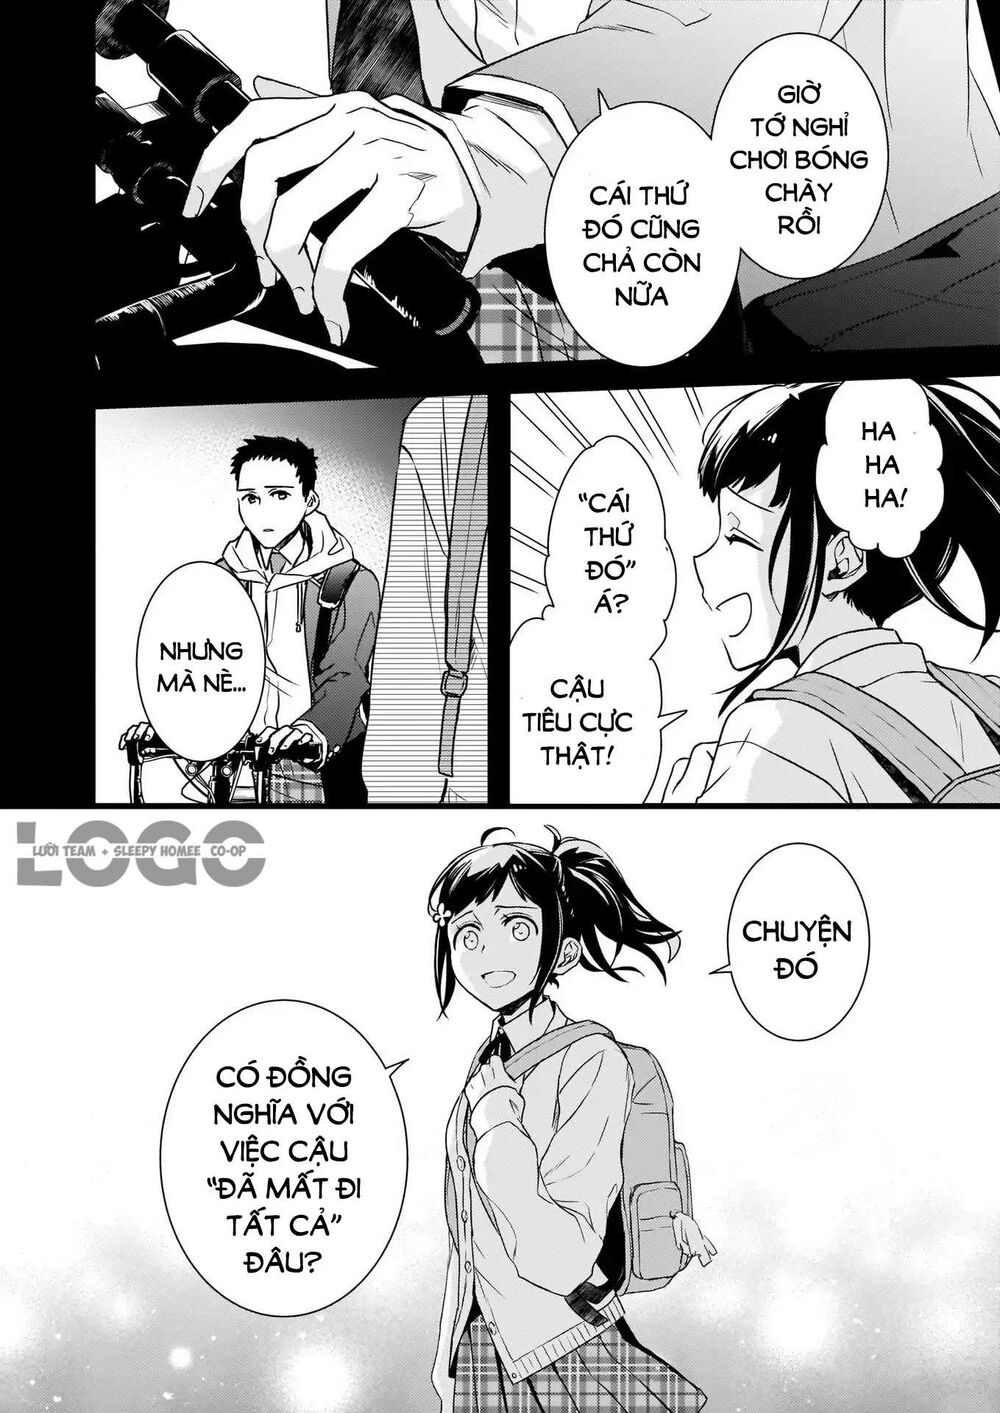 GIỜ
TỚ NGHỈ
CHƠI BÓNG
CHÀY
RỒI
CÁI THỨ
ĐÓ CŨNG
CHẢ CÒN
NỮA
HA
HA
HA!
"CÁI
THỨ
ĐÓ"
Á?
CẬU
TIÊU CỰC
THẬT!
NHƯNG
MÀ NÈ...
LOGO
LƯỜI TEAM + SLEEPY HOMEE CO-OP
CHUYỆN
ĐÓ
CÓ ĐỒNG
NGHĨA VỚI
VIỆC CẬU
"ĐÃ MẤT ĐI
TẤT CẢ"
ĐÂU?